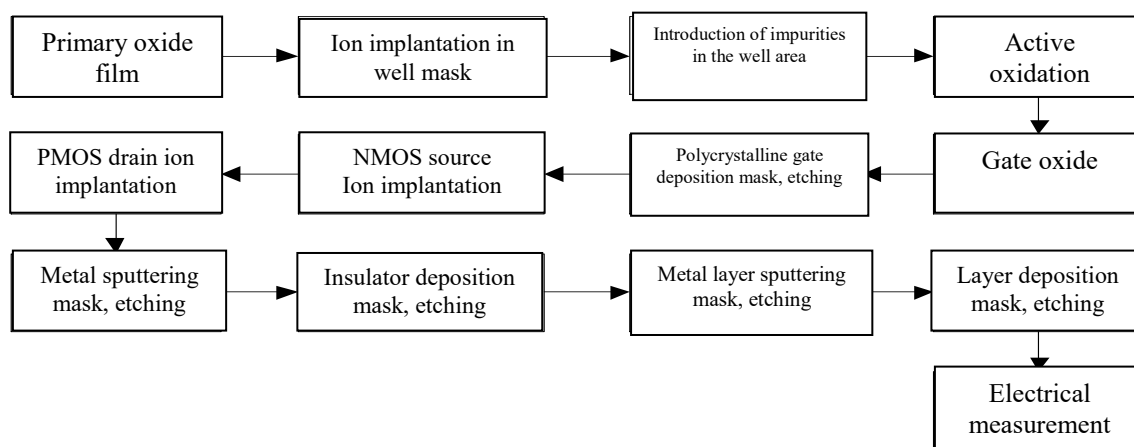 Primary oxide
film
Ion implantation in
well mask
Introduction of impurities
in the well area
Active
oxidation
Gate oxide
Polycrystalline gate
deposition mask, etching
NMOS source
Ion implantation
PMOS drain ion
implantation
Metal sputtering
mask, etching
Insulator deposition
mask, etching
Metal layer sputtering
mask, etching
Layer deposition
mask, etching
Electrical
measurement